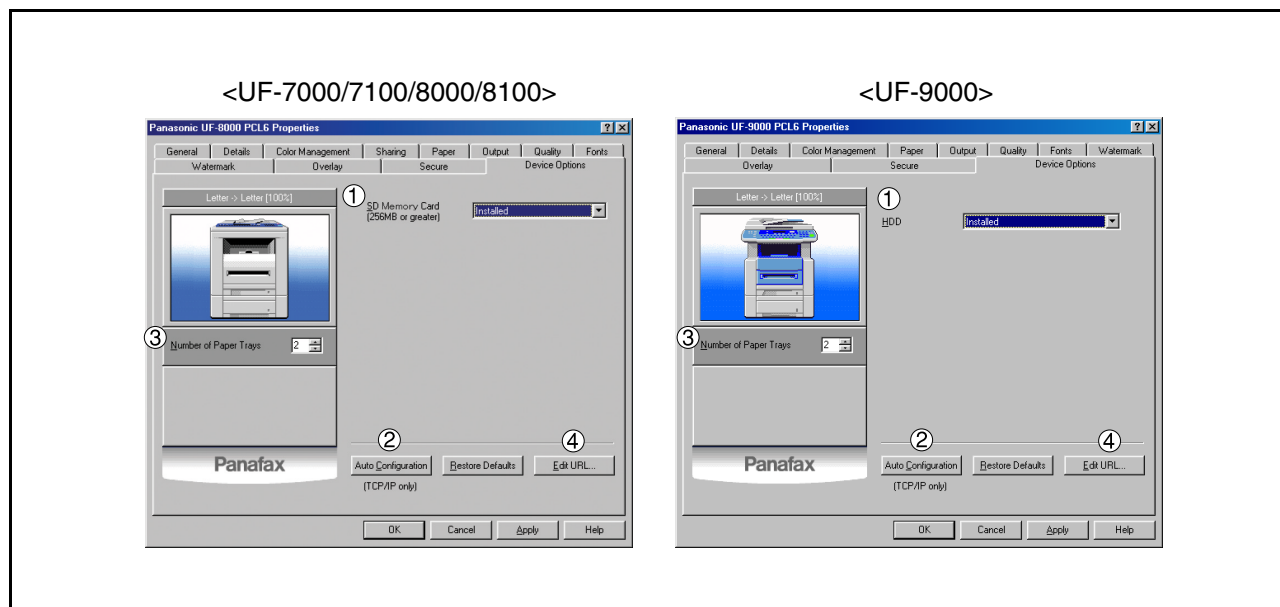 <UF-7000/7100/8000/8100>
Panasonic UF-8000 PCL6 Properties
General Details Color Management Sharing Paper Output Quality Fonts
Watermark Overlay Secure Device Options
Letter -> Letter [100%]
① SD Memory Card
(256MB or greater)
Installed
③ Number of Paper Trays 2
② ④
Panafax
Auto Configuration Restore Defaults Edit URL...
(TCP/IP only)
OK Cancel Apply Help
<UF-9000>
Panasonic UF-9000 PCL6 Properties
General Details Color Management Paper Output Quality Fonts Watermark
Overlay Secure Device Options
Letter -> Letter [100%]
①
HDD Installed
③ Number of Paper Trays 2
② ④
Panafax
Auto Configuration Restore Defaults Edit URL...
(TCP/IP only)
OK Cancel Apply Help